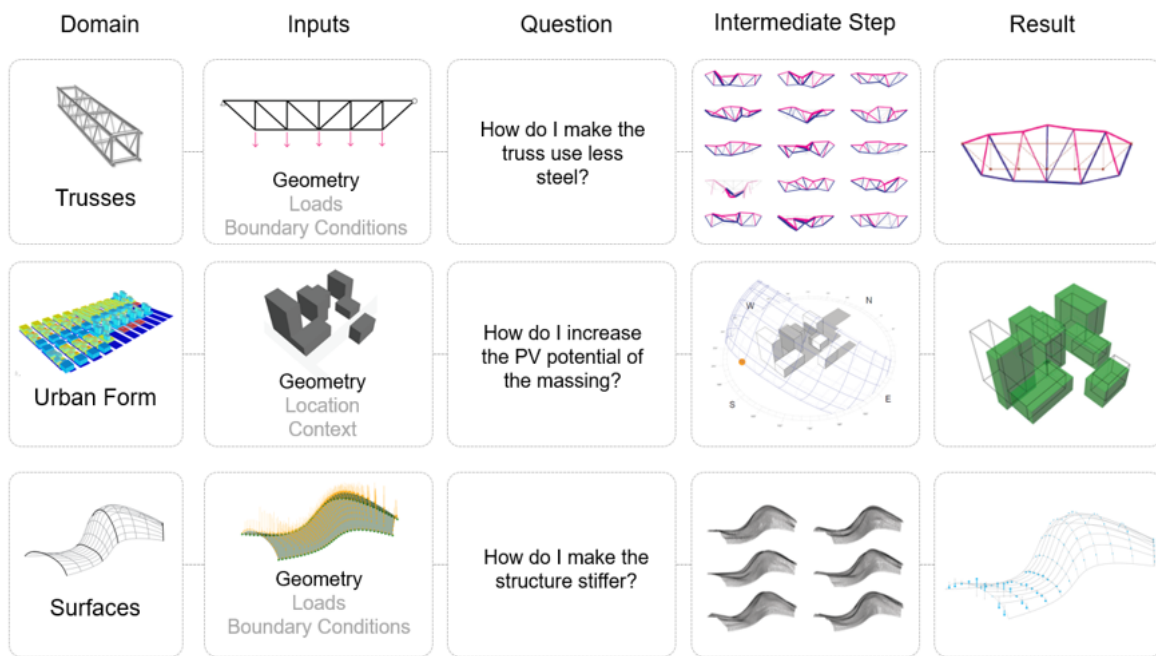 Domain
Inputs
Question
Intermediate Step
Result
Trusses
Geometry
Loads
Boundary Conditions
How do I make the
truss use less
steel?
Urban Form
Geometry
Location
Context
How do I increase
the PV potential of
the massing?
N
W
S
E
Surfaces
Geometry
Loads
Boundary Conditions
How do I make the
structure stiffer?